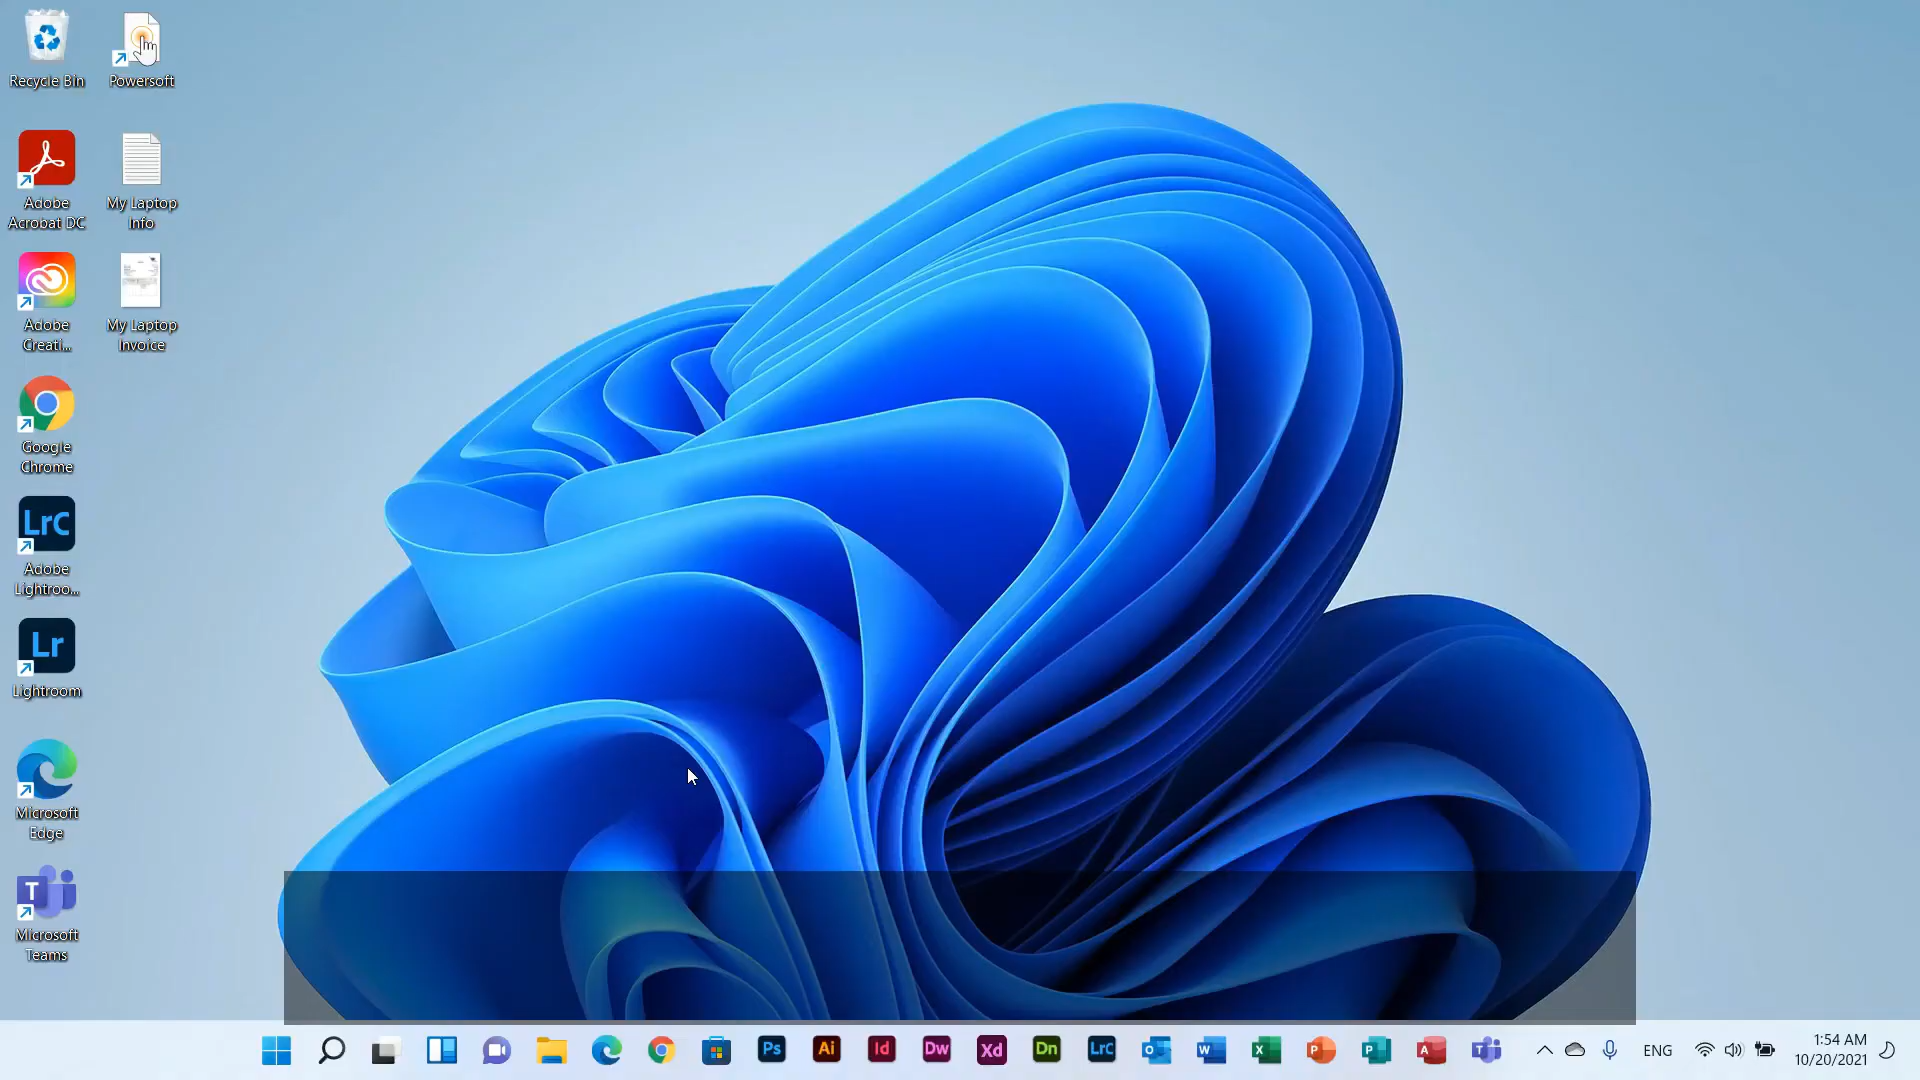 Recycle Bin
Powersoft
Adobe
Acrobat DC
My Laptop
Info
Adobe
Creati...
My Laptop
Invoice
Google
Chrome
LrC
Adobe
Lightroo...
Lr
Lightroom
Microsoft
Edge
T
Microsoft
Teams
Ps
Ai
Id
Dw
Xd
Dn
LrC
O
W
X
P
P
A
T
ENG
1:54 AM
10/20/2021